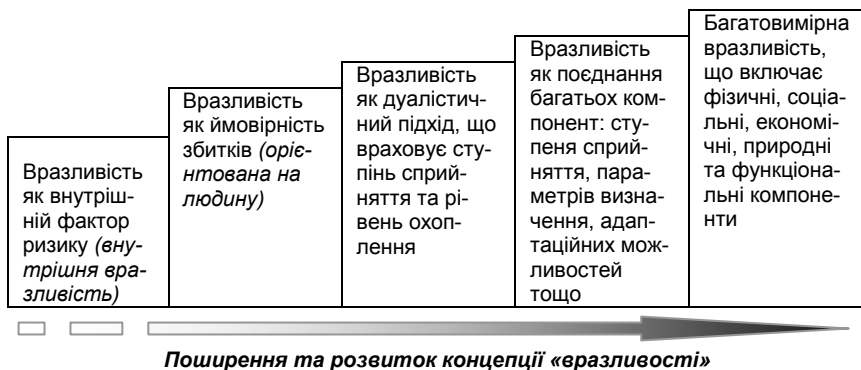 Вразливість
як внутріш-
ній фактор
ризику (вну-
трішня вра-
зливість)
Вразливість
як ймовірність
збитків (оріє-
нтована на
людину)
Вразливість
як дуалістич-
ний підхід, що
враховує сту-
пінь сприй-
няття та рі-
вень охоп-
лення
Вразливість
як поєднання
багатьох ком-
понент: сту-
пеня сприй-
няття, пара-
метрів визна-
чення, адап-
таційних мож-
ливостей
тощо
Багатовимірна
вразливість,
що включає
фізичні, соціа-
льні, економі-
чні, природні
та функціона-
льні компоне-
нти
Поширення та розвиток концепції «вразливості»